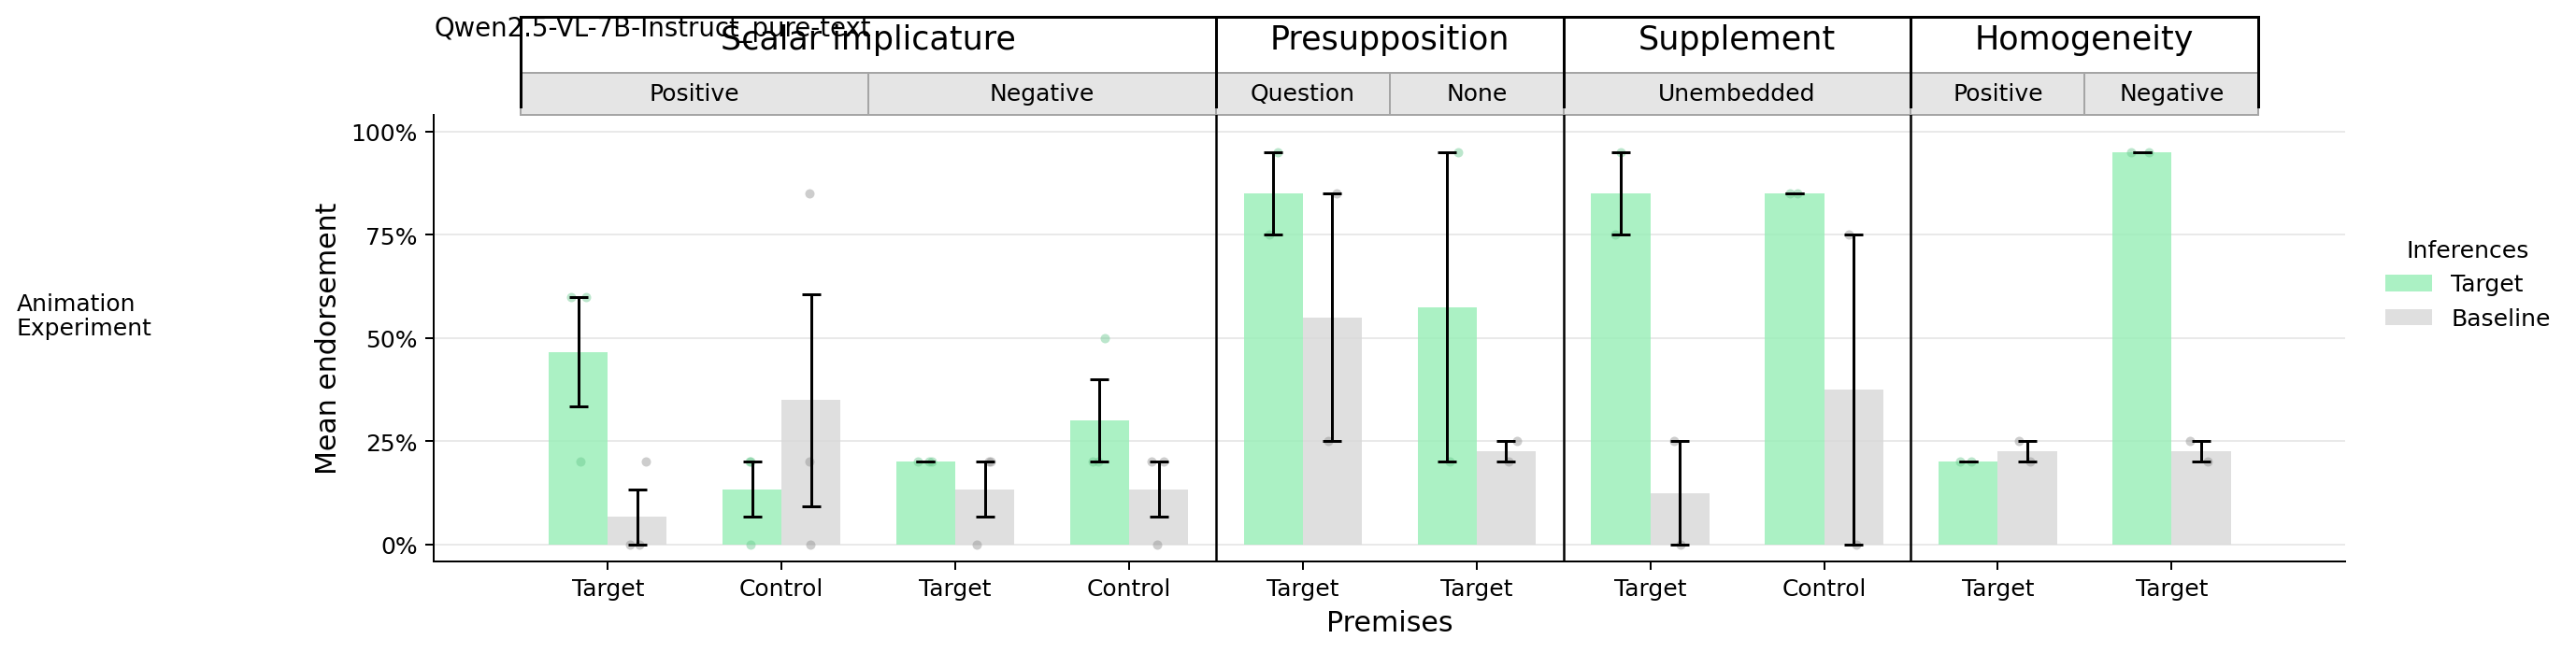 Qwen2.5-VL-7B-Instruct_pure-text
Scalar Implicature Presupposition Supplement Homogeneity
Positive Negative Question None Unembedded Positive Negative
100%
75%
50%
25%
0%
Mean endorsement
Animation
Experiment
Inferences
Target
Baseline
Target Control Target Control Target Target Target Control Target Target
Premises